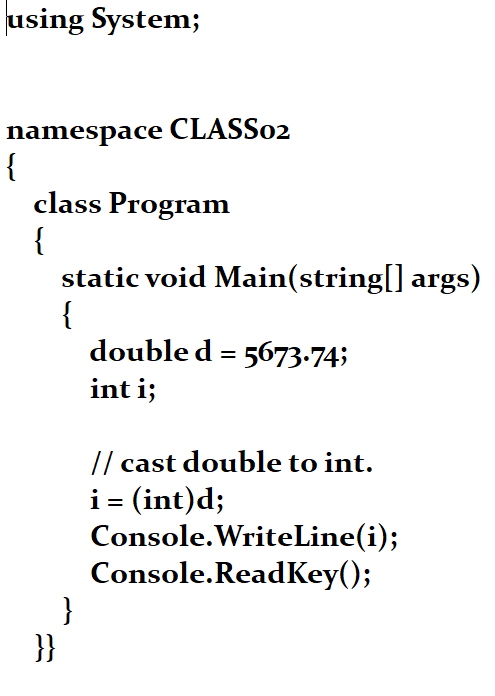 using System;
namespace CLASS02
{
class Program
{
static void Main(string[] args)
{
double d = 5673.74;
int i;
// cast double to int.
i = (int)d;
Console.WriteLine(i);
Console.ReadKey();
}
}}